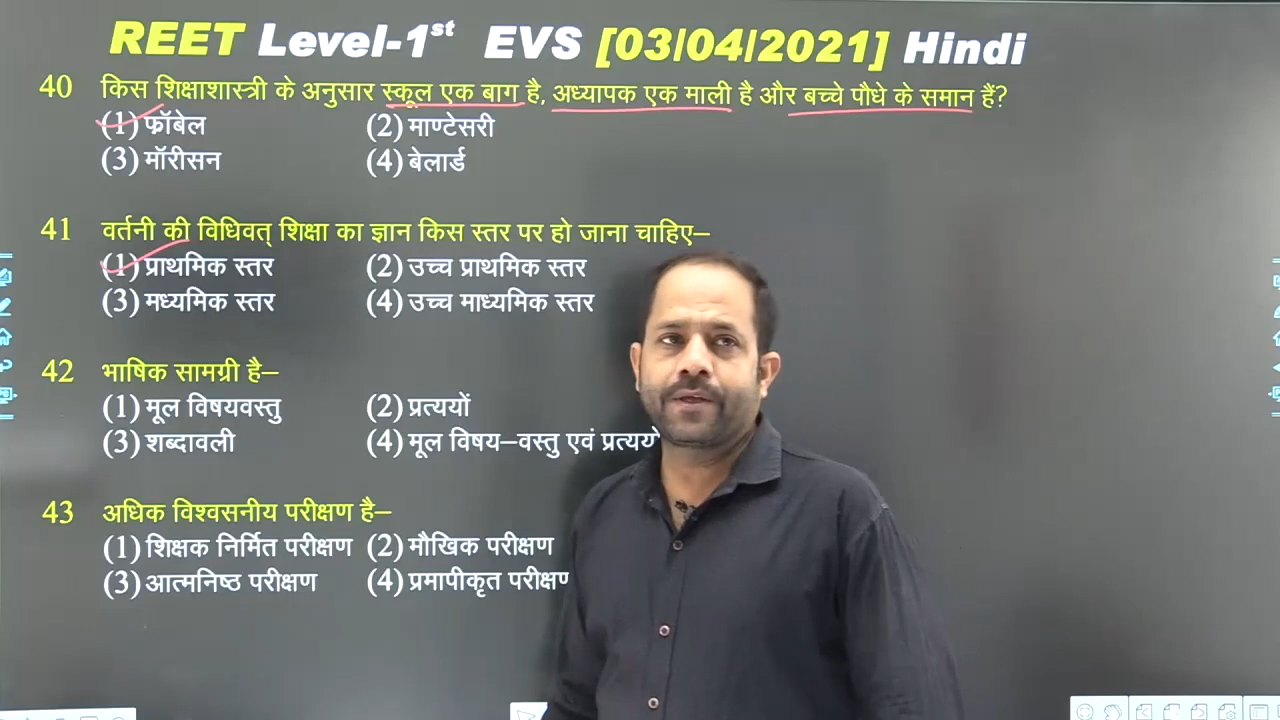 REET Level-1st EVS [03/04/2021] Hindi
40 किस शिक्षाशास्त्री के अनुसार स्कूल एक बाग है, अध्यापक एक माली है और बच्चे पौधे के समान हैं?
(1) फॉबेल (2) माण्टेसरी
(3) मॉरीसन (4) बेलार्ड
41 वर्तनी की विधिवत् शिक्षा का ज्ञान किस स्तर पर हो जाना चाहिए–
(1) प्राथमिक स्तर (2) उच्च प्राथमिक स्तर
(3) मध्यमिक स्तर (4) उच्च माध्यमिक स्तर
42 भाषिक सामग्री है–
(1) मूल विषयवस्तु (2) प्रत्ययों
(3) शब्दावली (4) मूल विषय–वस्तु एवं
43 अधिक विश्वसनीय परीक्षण है–
(1) शिक्षक निर्मित परीक्षण (2) मौखिक परीक्षण
(3) आत्मनिष्ठ परीक्षण (4) प्रमापीकृत परीक्षण